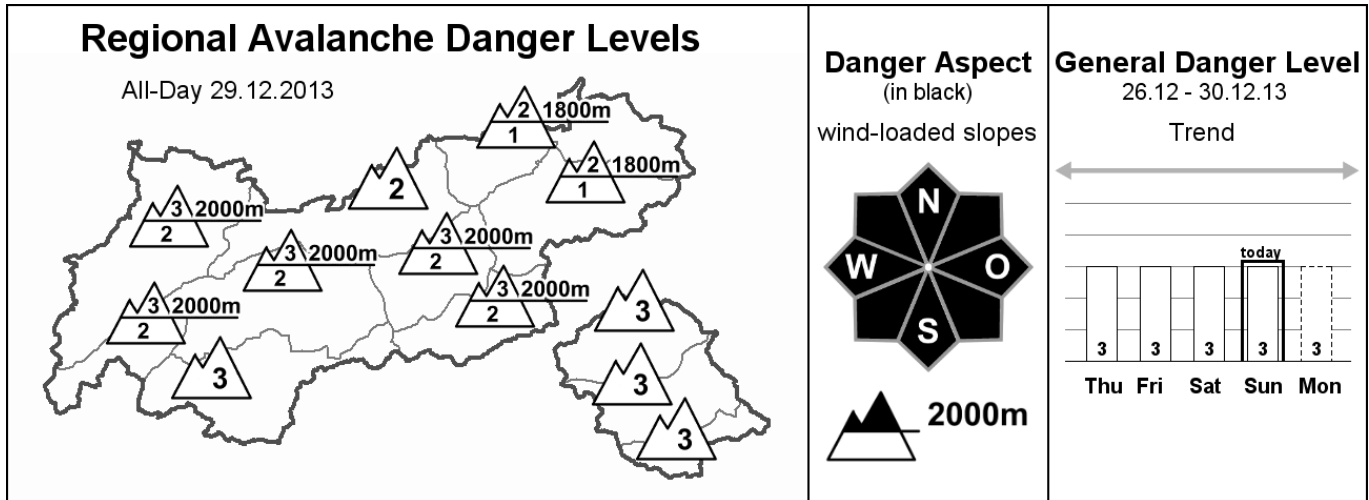 Regional Avalanche Danger Levels
All-Day 29.12.2013
2 1800m
1
2 1800m
1
2
3 2000m
2
3 2000m
2
3 2000m
2
3 2000m
2
3 2000m
2
3
3
3
3
Danger Aspect
(in black)
wind-loaded slopes
N
W O
S
2000m
General Danger Level
26.12 - 30.12.13
Trend
today
3 3 3 3 3
Thu Fri Sat Sun Mon